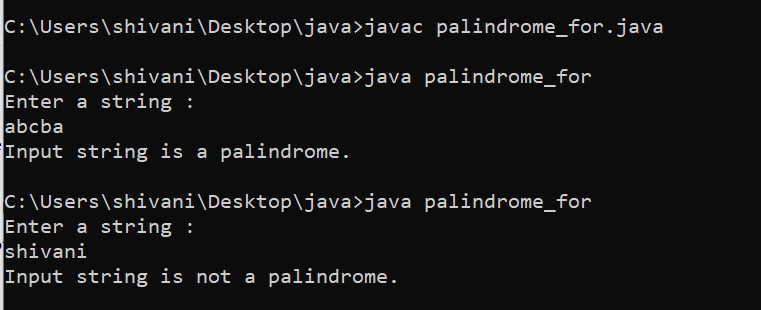 C:\Users\shivani\Desktop\java>javac palindrome_for.java
C:\Users\shivani\Desktop\java>java palindrome_for
Enter a string :
abcba
Input string is a palindrome.
C:\Users\shivani\Desktop\java>java palindrome_for
Enter a string :
shivani
Input string is not a palindrome.